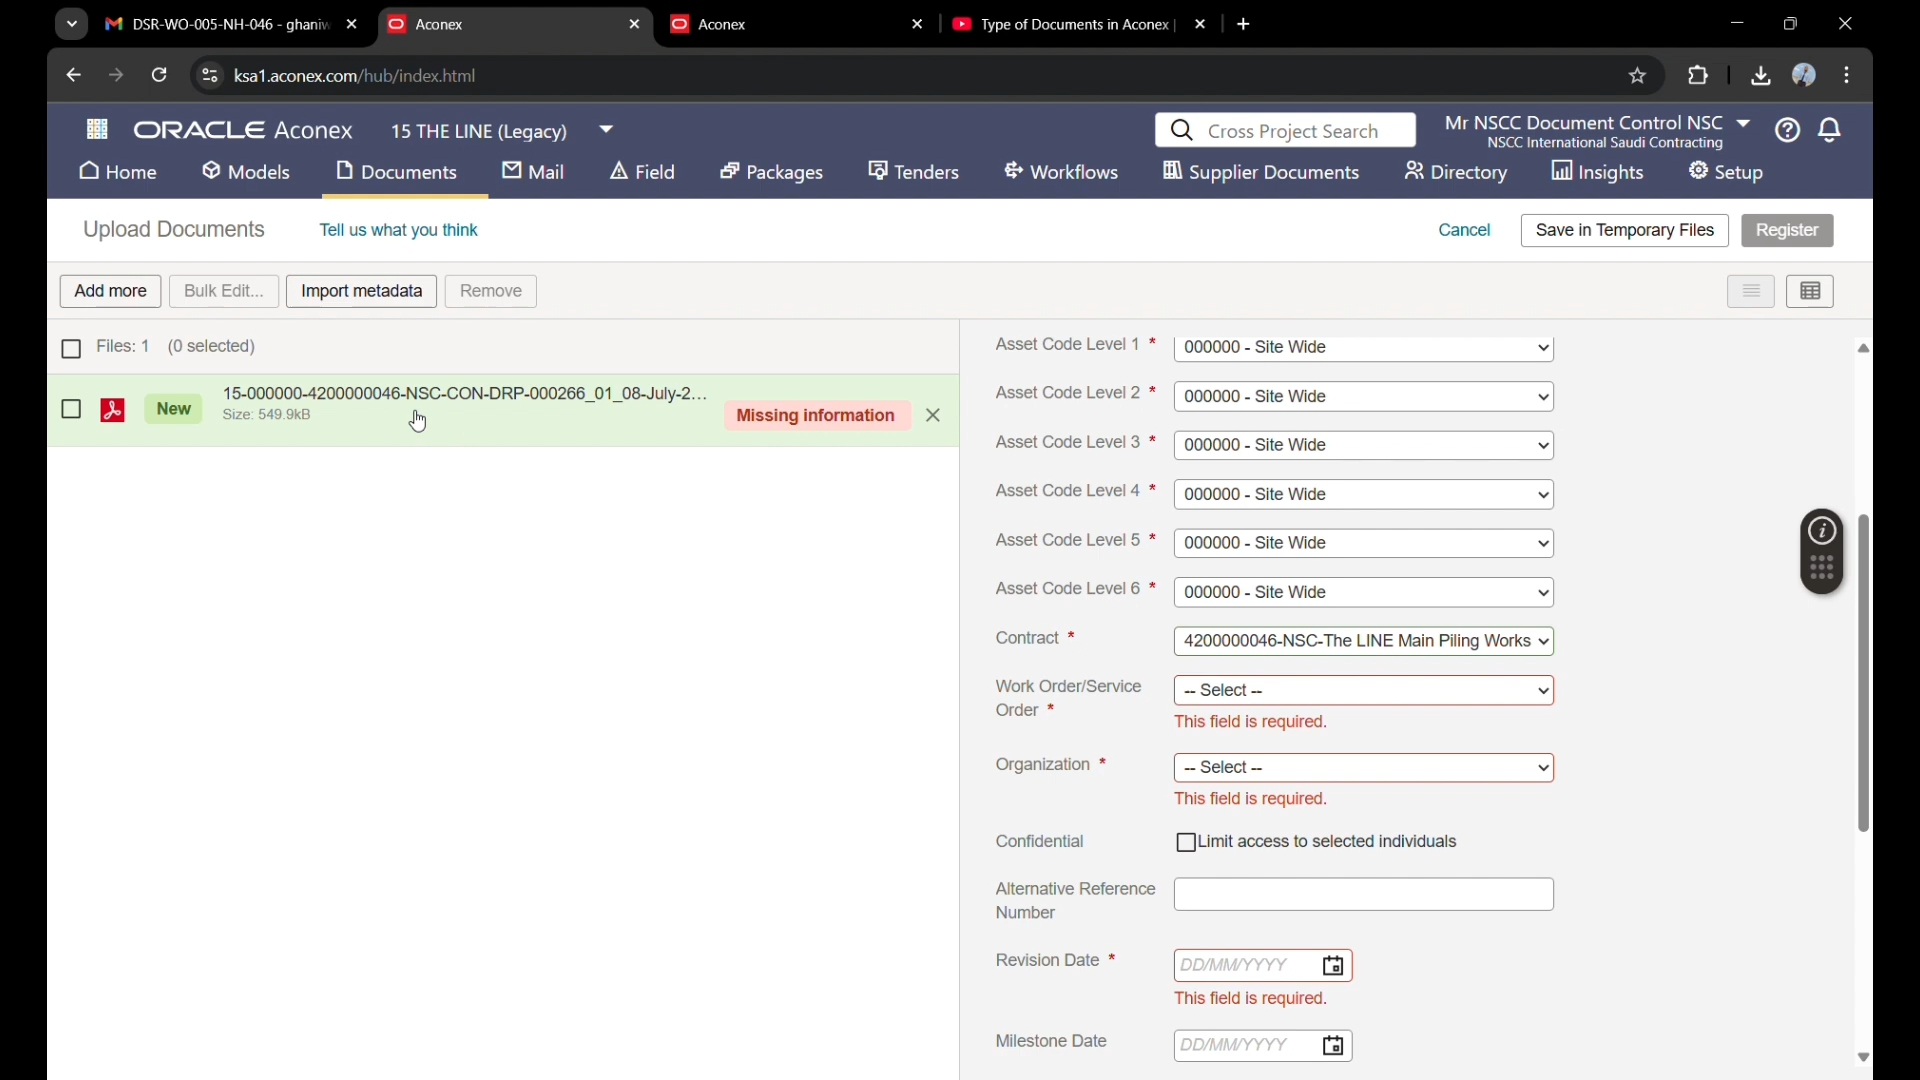 DSR-WO-005-NH-046 - ghaniw
Aconex
Aconex
Type of Documents in Aconex |
ksa1.aconex.com/hub/index.html
ORACLE Aconex
15 THE LINE (Legacy)
Cross Project Search
Mr NSCC Document Control NSC
NSCC International Saudi Contracting
Home
Models
Documents
Mail
Field
Packages
Tenders
Workflows
Supplier Documents
Directory
Insights
Setup
Upload Documents
Tell us what you think
Cancel
Save in Temporary Files
Register
Add more
Bulk Edit...
Import metadata
Remove
Files: 1 (0 selected)
New
15-000000-4200000046-NSC-CON-DRP-000266_01_08-July-2...
Size: 549.9kB
Missing information
Asset Code Level 1 *
000000 - Site Wide
Asset Code Level 2 *
000000 - Site Wide
Asset Code Level 3 *
000000 - Site Wide
Asset Code Level 4 *
000000 - Site Wide
Asset Code Level 5 *
000000 - Site Wide
Asset Code Level 6 *
000000 - Site Wide
Contract *
4200000046-NSC-The LINE Main Piling Works
Work Order/Service
Order *
-- Select --
This field is required.
Organization *
-- Select --
This field is required.
Confidential
Limit access to selected individuals
Alternative Reference
Number
Revision Date *
DD/MM/YYYY
This field is required.
Milestone Date
DD/MM/YYYY